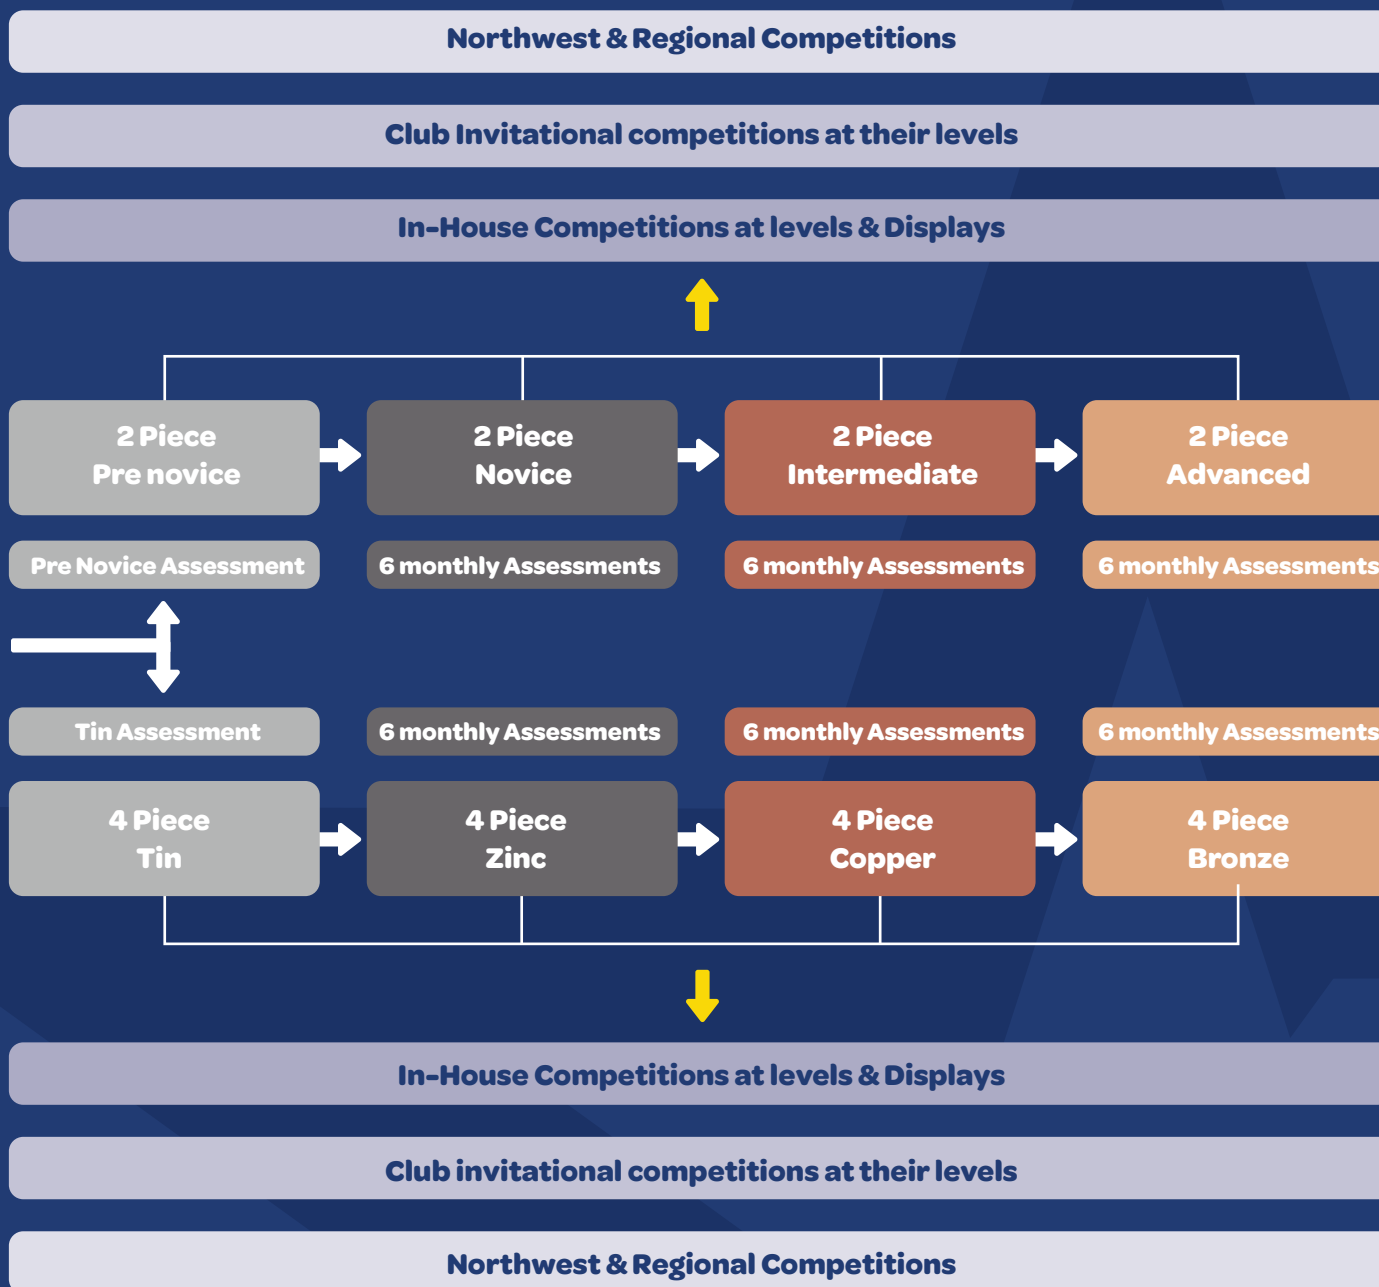 Northwest & Regional Competitions
Club Invitational competitions at their levels
In-House Competitions at levels & Displays
2 Piece
Pre novice
2 Piece
Novice
2 Piece
Intermediate
2 Piece
Advanced
Pre Novice Assessment
6 monthly Assessments
6 monthly Assessments
6 monthly Assessments
Tin Assessment
6 monthly Assessments
6 monthly Assessments
6 monthly Assessments
4 Piece
Tin
4 Piece
Zinc
4 Piece
Copper
4 Piece
Bronze
In-House Competitions at levels & Displays
Club invitational competitions at their levels
Northwest & Regional Competitions